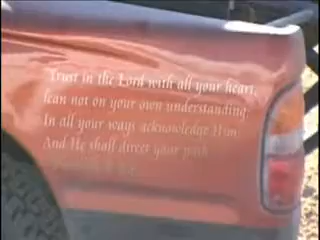 Trust in the Lord with all your heart,
lean not on your own understanding;
In all your ways acknowledge Him
And He shall direct your path